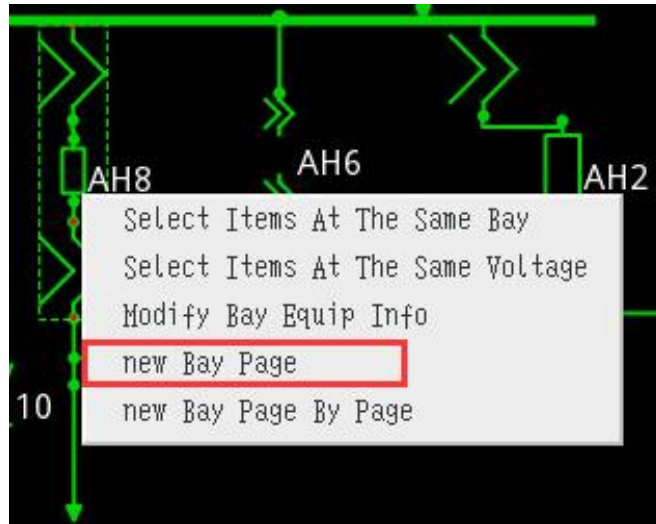 AH6
AH8
AH2
Select Items At The Same Bay
Select Items At The Same Voltage
Modify Bay Equip Info
new Bay Page
new Bay Page By Page
10